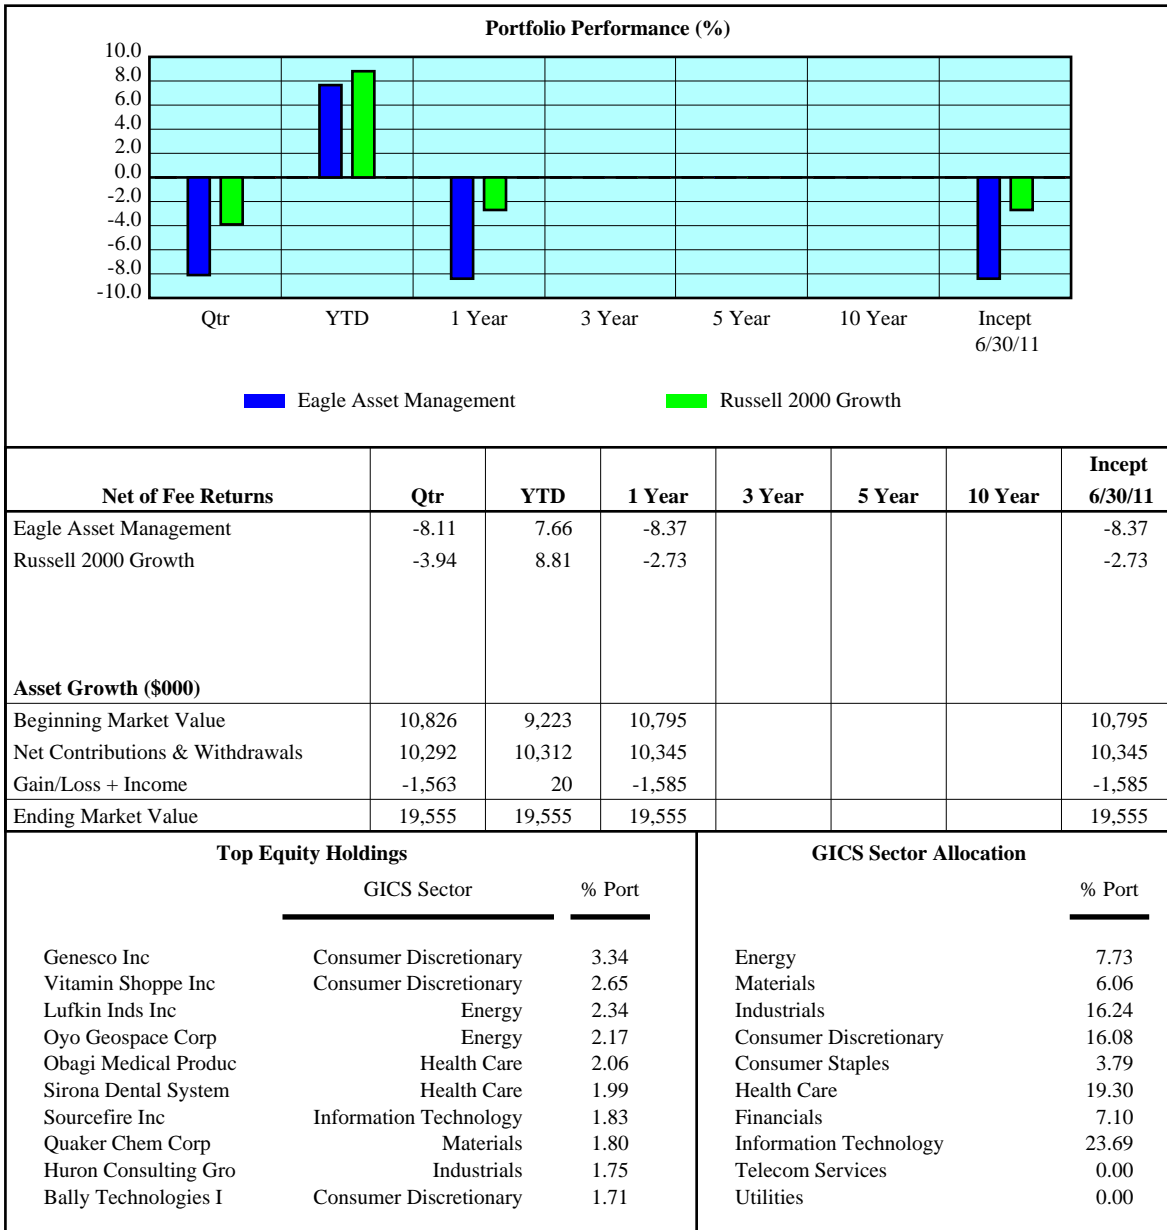 Portfolio Performance (%)
10.0
8.0
6.0
4.0
2.0
0.0
-2.0
-4.0
-6.0
-8.0
-10.0
Qtr YTD 1 Year 3 Year 5 Year 10 Year Incept
6/30/11
Eagle Asset Management Russell 2000 Growth
Incept
Net of Fee Returns Qtr YTD 1 Year 3 Year 5 Year 10 Year 6/30/11
Eagle Asset Management -8.11 7.66 -8.37 -8.37
Russell 2000 Growth -3.94 8.81 -2.73 -2.73
Asset Growth ($000)
Beginning Market Value 10,826 9,223 10,795 10,795
Net Contributions & Withdrawals 10,292 10,312 10,345 10,345
Gain/Loss + Income -1,563 20 -1,585 -1,585
Ending Market Value 19,555 19,555 19,555 19,555
Top Equity Holdings
GICS Sector % Port
Genesco Inc Consumer Discretionary 3.34
Vitamin Shoppe Inc Consumer Discretionary 2.65
Lufkin Inds Inc Energy 2.34
Oyo Geospace Corp Energy 2.17
Obagi Medical Produc Health Care 2.06
Sirona Dental System Health Care 1.99
Sourcefire Inc Information Technology 1.83
Quaker Chem Corp Materials 1.80
Huron Consulting Gro Industrials 1.75
Bally Technologies I Consumer Discretionary 1.71
GICS Sector Allocation
% Port
Energy 7.73
Materials 6.06
Industrials 16.24
Consumer Discretionary 16.08
Consumer Staples 3.79
Health Care 19.30
Financials 7.10
Information Technology 23.69
Telecom Services 0.00
Utilities 0.00